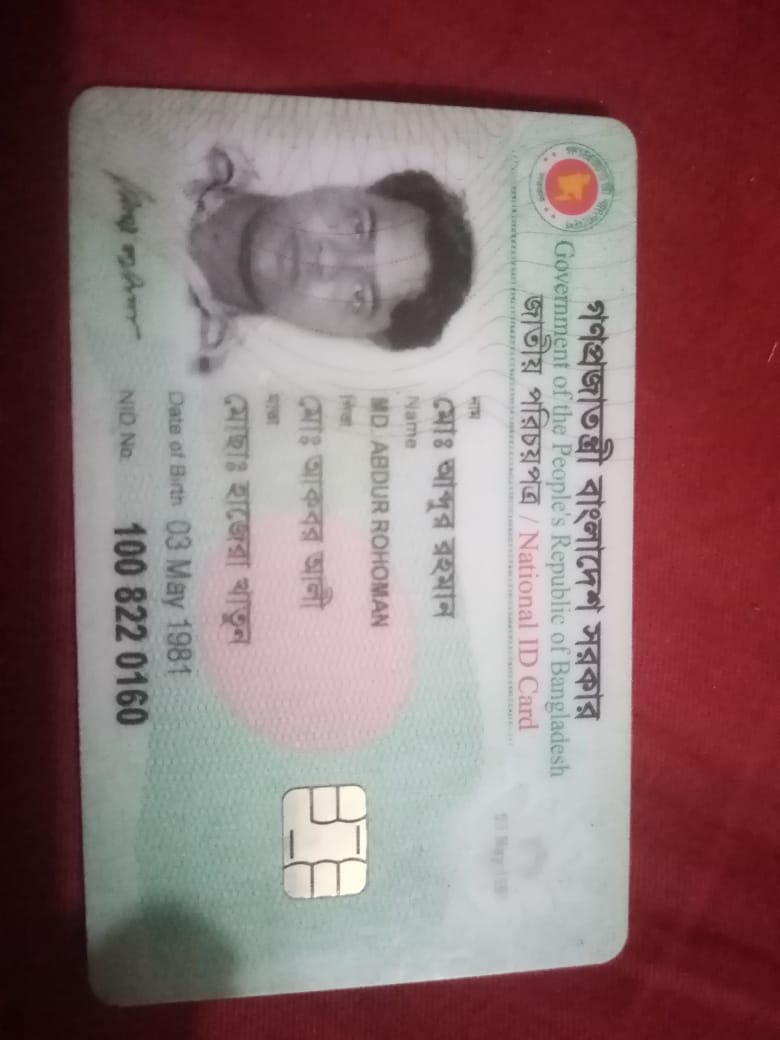 গণপ্রজাতন্ত্রী বাংলাদেশ সরকার
Government of the People's Republic of Bangladesh
জাতীয় পরিচয়পত্র / National ID Card
নাম
মোঃ আব্দুর রহমান
Name
MD ABDUR ROHOMAN
পিতা
মোঃ আকবর আলী
মাতা
মোছাঃ হাজেরা খাতুন
Date of Birth 03 May 1981
NID No. 100 822 0160